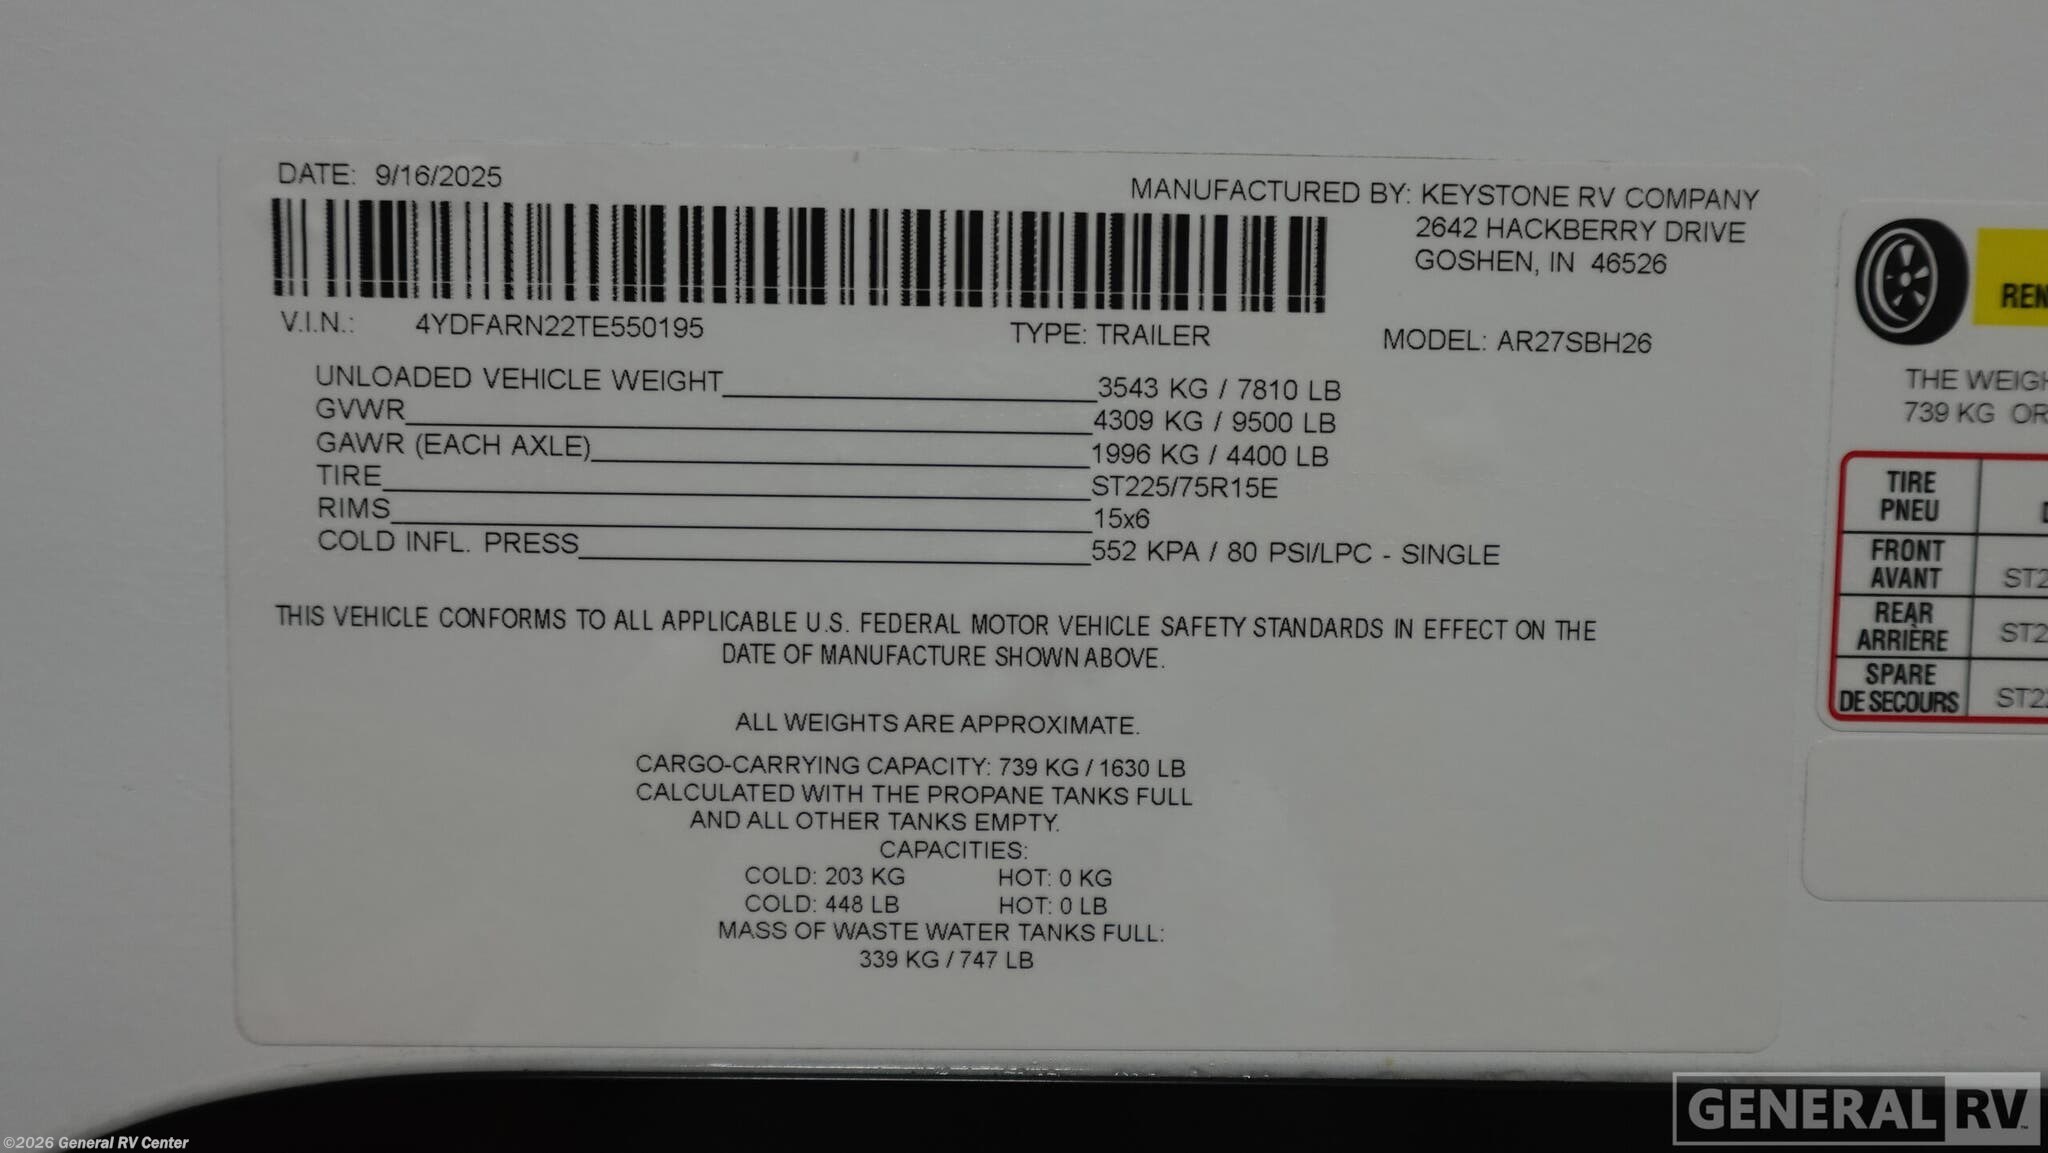 DATE: 9/16/2025
MANUFACTURED BY: KEYSTONE RV COMPANY
2642 HACKBERRY DRIVE
GOSHEN, IN 46526
V.I.N.: 4YDFARN22TE550195 TYPE: TRAILER MODEL: AR27SBH26
UNLOADED VEHICLE WEIGHT 3543 KG / 7810 LB
GVWR 4309 KG / 9500 LB
GAWR (EACH AXLE) 1996 KG / 4400 LB
TIRE ST225/75R15E
RIMS 15x6
COLD INFL. PRESS 552 KPA / 80 PSI/LPC - SINGLE
THIS VEHICLE CONFORMS TO ALL APPLICABLE U.S. FEDERAL MOTOR VEHICLE SAFETY STANDARDS IN EFFECT ON THE
DATE OF MANUFACTURE SHOWN ABOVE.
ALL WEIGHTS ARE APPROXIMATE.
CARGO-CARRYING CAPACITY: 739 KG / 1630 LB
CALCULATED WITH THE PROPANE TANKS FULL
AND ALL OTHER TANKS EMPTY.
CAPACITIES:
COLD: 203 KG HOT: 0 KG
COLD: 448 LB HOT: 0 LB
MASS OF WASTE WATER TANKS FULL:
339 KG / 747 LB
THE
739 KG OR
TIRE
PNEU
FRONT
AVANT
REAR
ARRIÈRE
SPARE
DE SECOURS
GENERAL RV
©2026 General RV Center